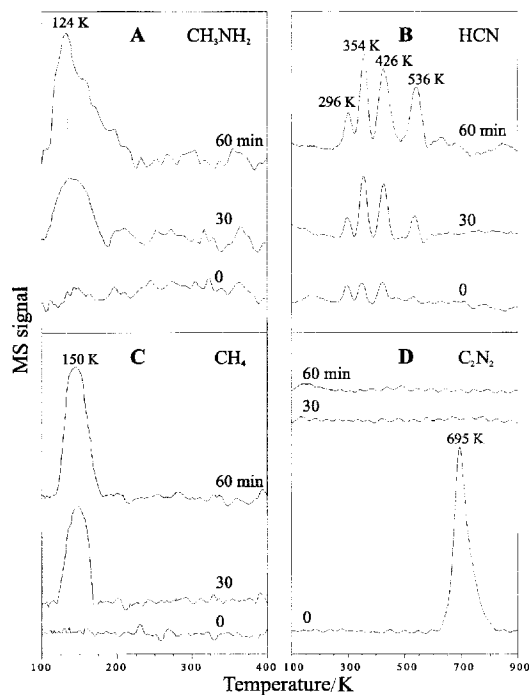 124 K A CH₃NH₂
60 min
30
0
354 K B HCN
426 K
536 K
296 K
60 min
30
0
MS signal
150 K C CH₄
60 min
30
0
D C₂N₂
60 min
30
695 K
0
100 200 300 400
100 300 500 700 900
Temperature/K